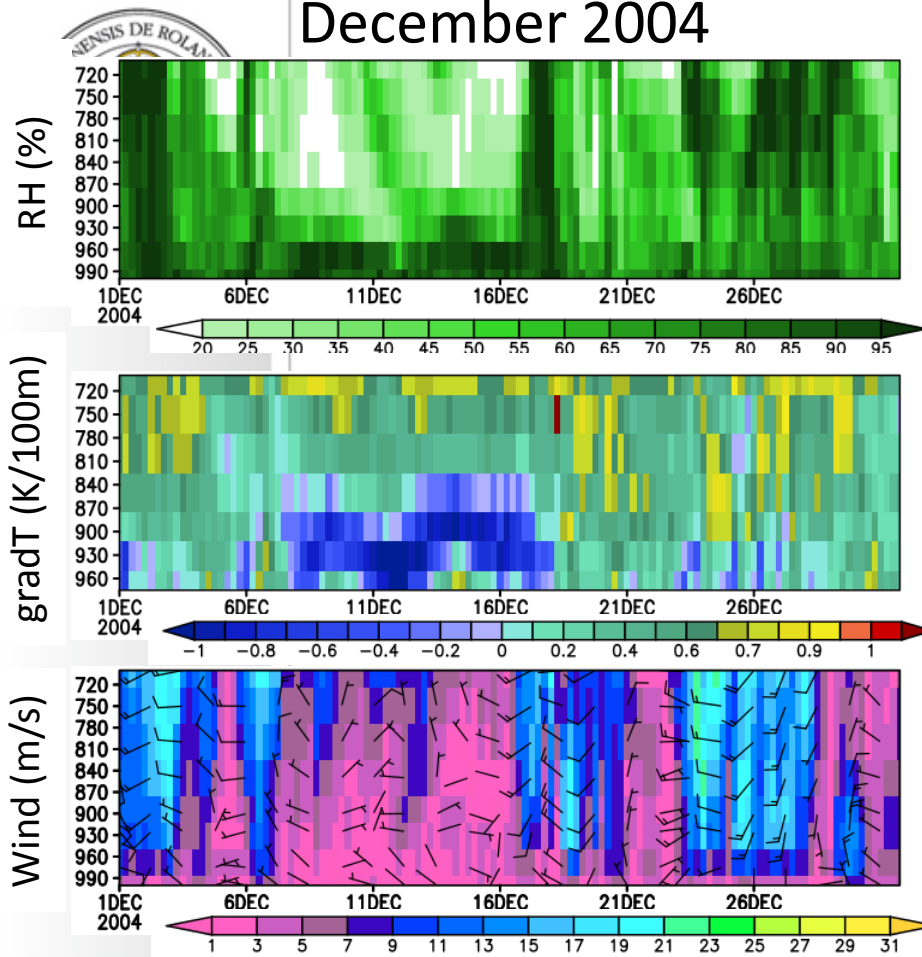 December 2004
NENSIS DE ROLAN
RH (%)
720
750
780
810
840
870
900
930
960
990
1DEC 6DEC 11DEC 16DEC 21DEC 26DEC
2004
20 25 30 35 40 45 50 55 60 65 70 75 80 85 90 95
gradT (K/100m)
720
750
780
810
840
870
900
930
960
1DEC 6DEC 11DEC 16DEC 21DEC 26DEC
2004
−1 −0.8 −0.6 −0.4 −0.2 0 0.2 0.4 0.6 0.7 0.9 1
Wind (m/s)
720
750
780
810
840
870
900
930
960
990
1DEC 6DEC 11DEC 16DEC 21DEC 26DEC
2004
1 3 5 7 9 11 13 15 17 19 21 23 25 27 29 31